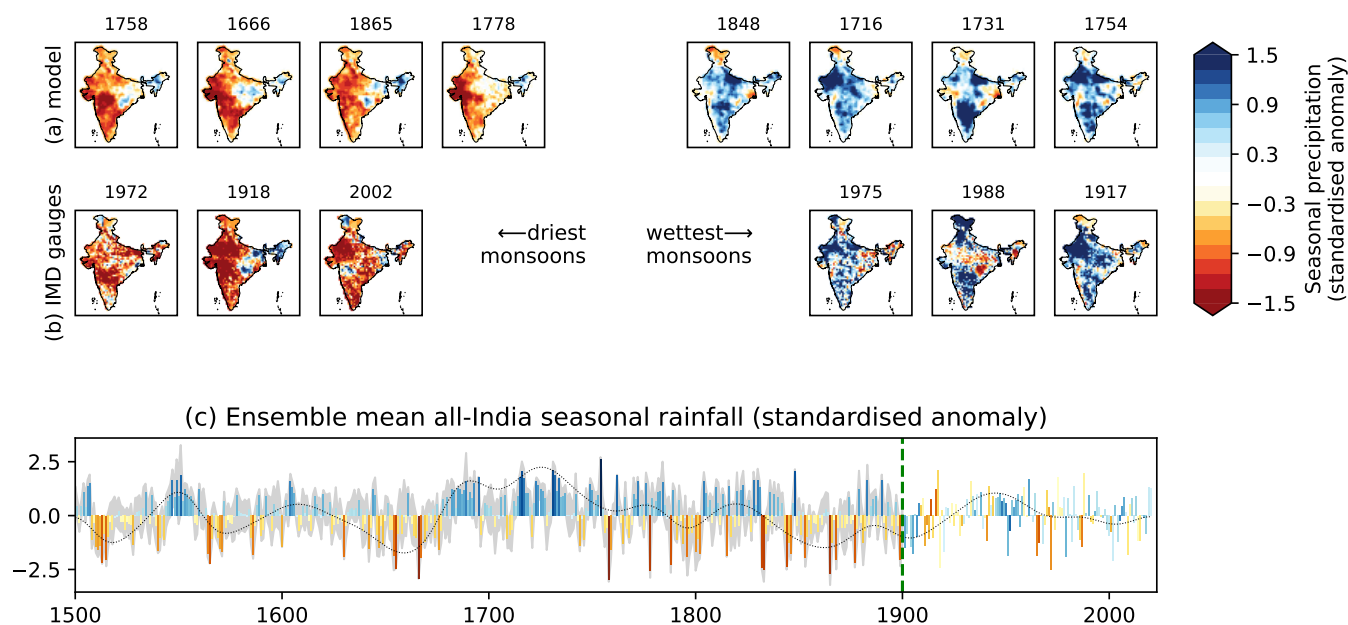 1758 1666 1865 1778 1848 1716 1731 1754
(a) model
1972 1918 2002 1975 1988 1917
(b) IMD gauges
←driest
monsoons
wettest→
monsoons
1.5
0.9
0.3
−0.3
−0.9
−1.5
Seasonal precipitation
(standardised anomaly)
(c) Ensemble mean all-India seasonal rainfall (standardised anomaly)
2.5
0.0
−2.5
1500 1600 1700 1800 1900 2000